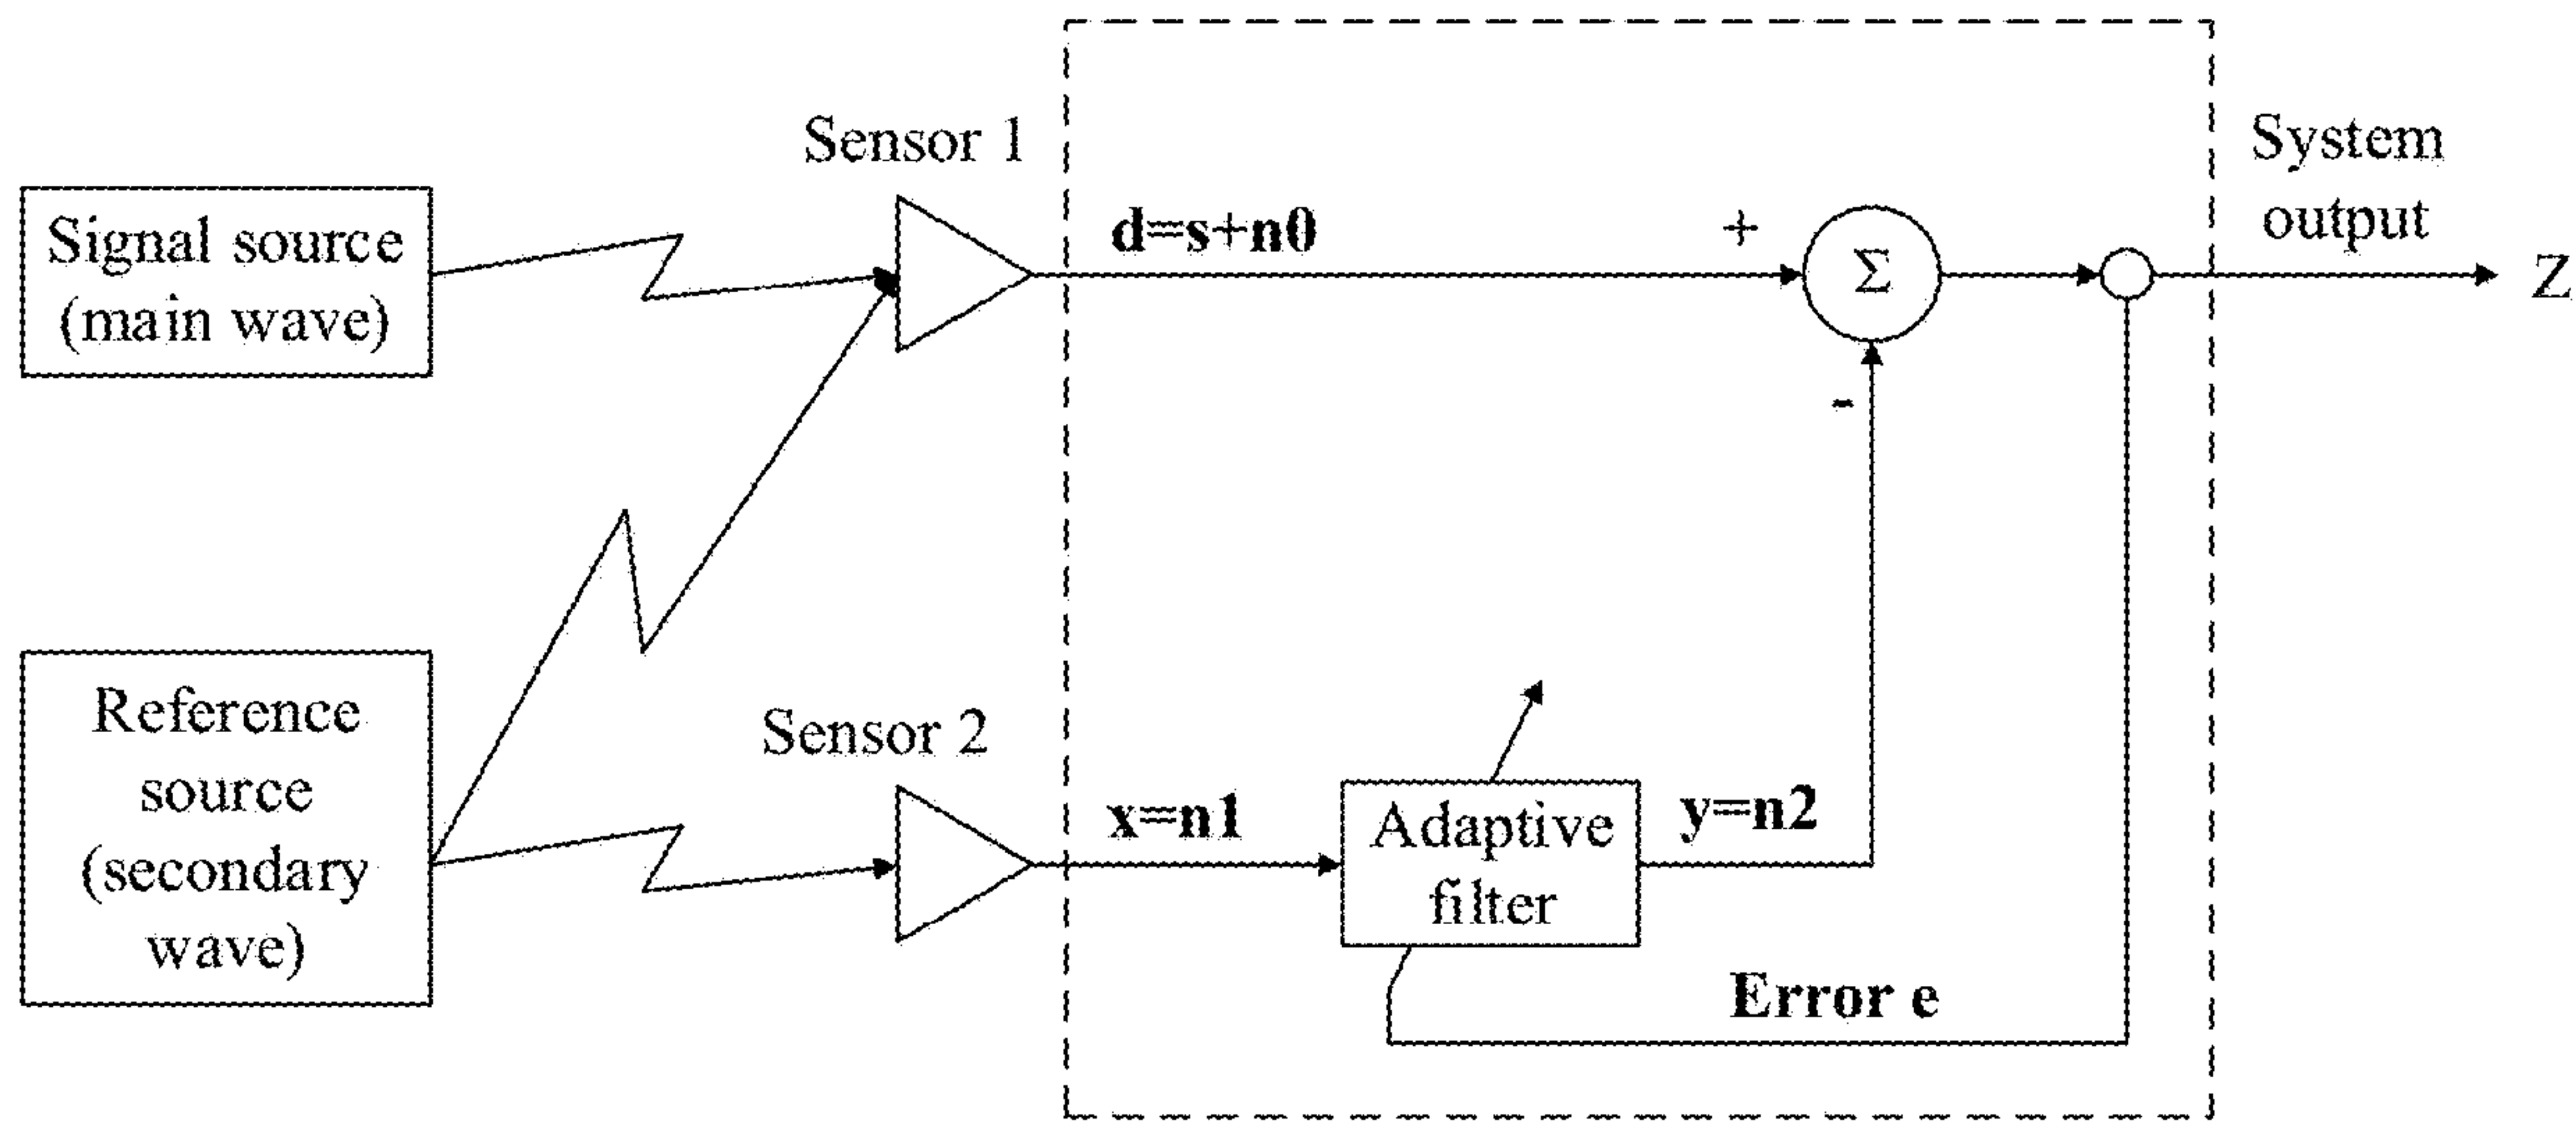 Sensor 1
System
output
Signal source
(main wave)
d=s+n0
+
Σ
Z
-
Reference
source
(secondary
wave)
Sensor 2
x=n1
Adaptive
filter
y=n2
Error e